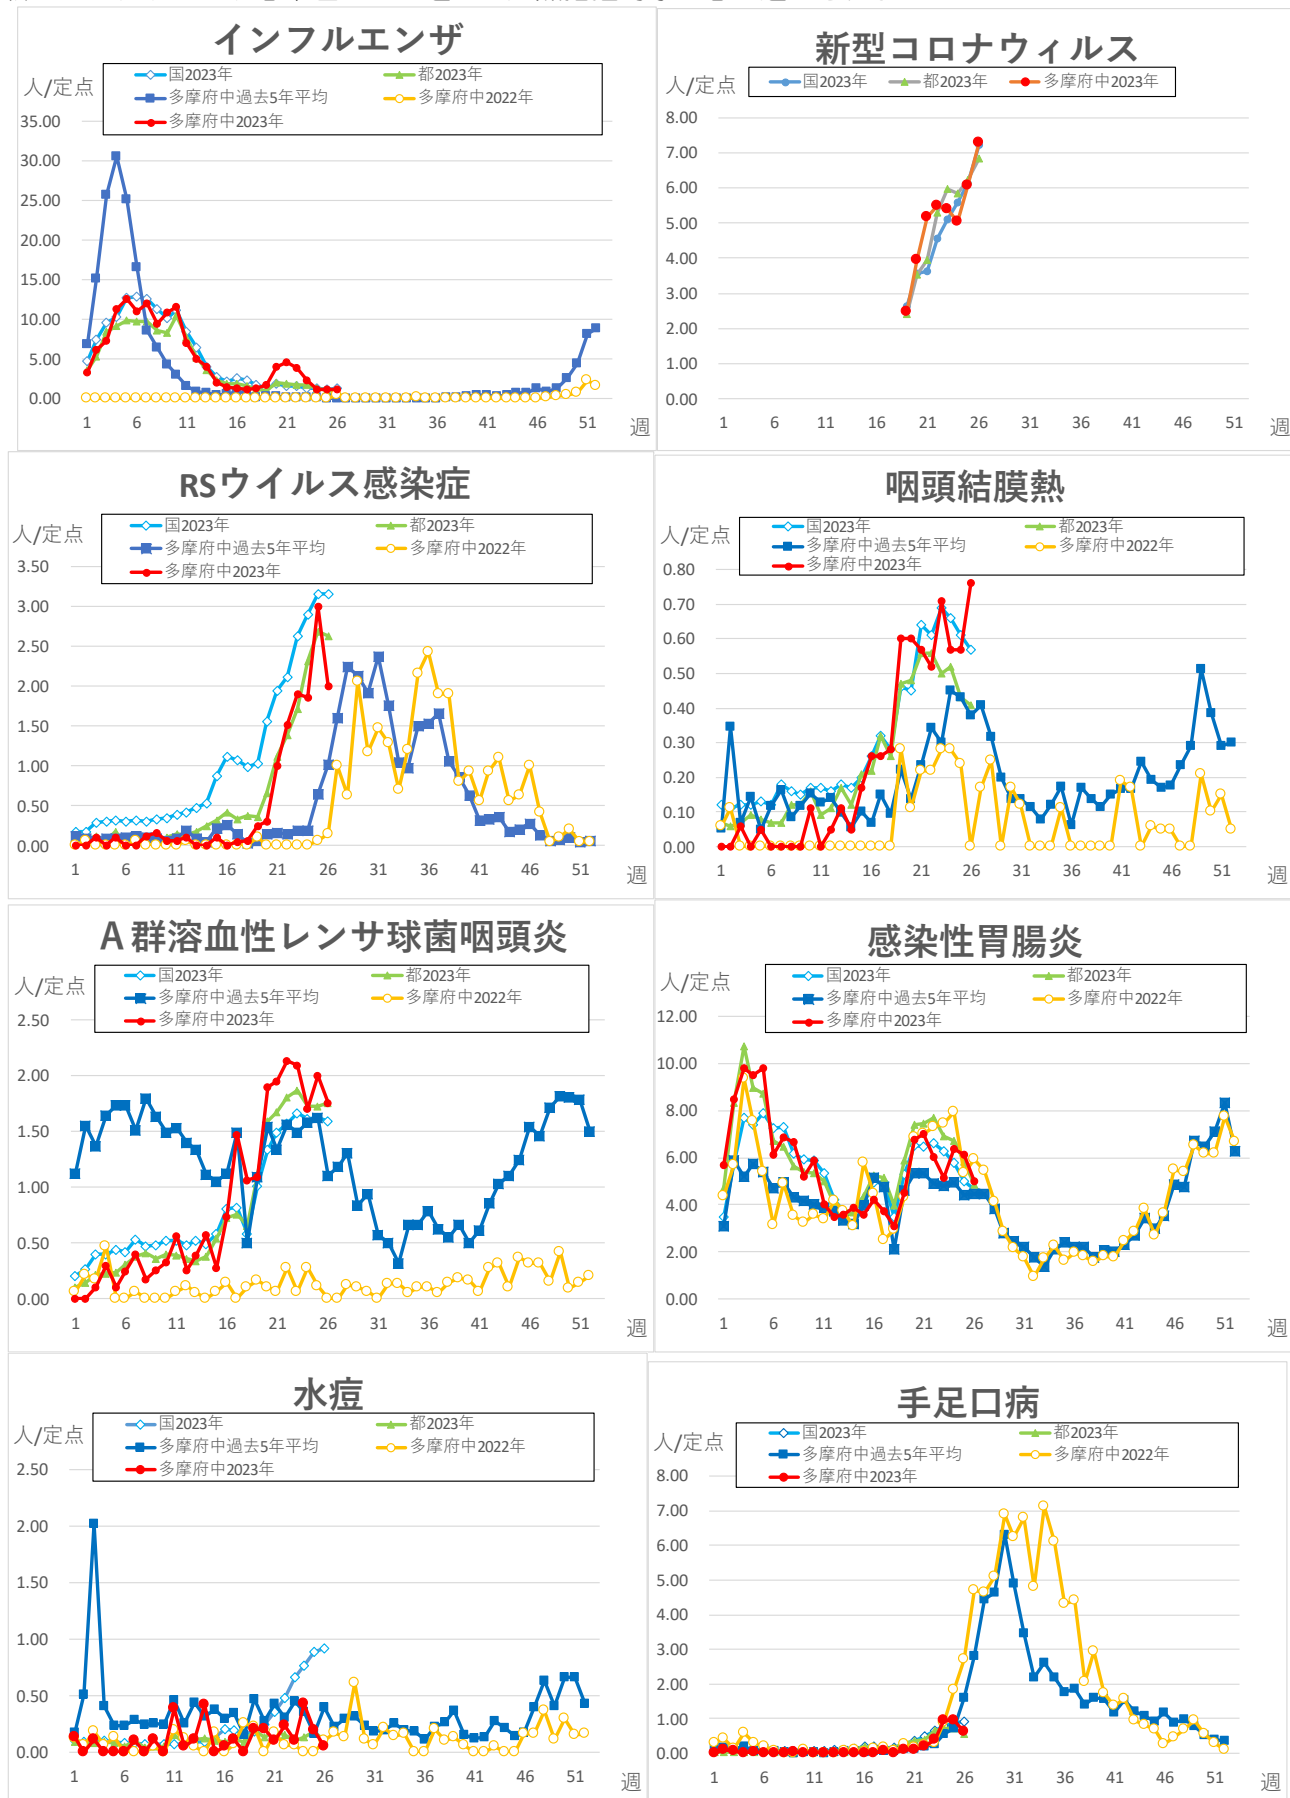 インフルエンザ
国2023年 都2023年
多摩府中過去5年平均 多摩府中2022年
多摩府中2023年
人/定点
35.00
30.00
25.00
20.00
15.00
10.00
5.00
0.00
1 6 11 16 21 26 31 36 41 46 51
週
新型コロナウィルス
国2023年 都2023年 多摩府中2023年
人/定点
8.00
7.00
6.00
5.00
4.00
3.00
2.00
1.00
0.00
1 6 11 16 21 26 31 36 41 46 51
週
RSウイルス感染症
国2023年 都2023年
多摩府中過去5年平均 多摩府中2022年
多摩府中2023年
人/定点
3.50
3.00
2.50
2.00
1.50
1.00
0.50
0.00
1 6 11 16 21 26 31 36 41 46 51
週
咽頭結膜熱
国2023年 都2023年
多摩府中過去5年平均 多摩府中2022年
多摩府中2023年
人/定点
0.80
0.70
0.60
0.50
0.40
0.30
0.20
0.10
0.00
1 6 11 16 21 26 31 36 41 46 51
週
A群溶血性レンサ球菌咽頭炎
国2023年 都2023年
多摩府中過去5年平均 多摩府中2022年
多摩府中2023年
人/定点
2.50
2.00
1.50
1.00
0.50
0.00
1 6 11 16 21 26 31 36 41 46 51
週
感染性胃腸炎
国2023年 都2023年
多摩府中過去5年平均 多摩府中2022年
多摩府中2023年
人/定点
12.00
10.00
8.00
6.00
4.00
2.00
0.00
1 6 11 16 21 26 31 36 41 46 51
週
水痘
国2023年 都2023年
多摩府中過去5年平均 多摩府中2022年
多摩府中2023年
人/定点
2.50
2.00
1.50
1.00
0.50
0.00
1 6 11 16 21 26 31 36 41 46 51
週
手足口病
国2023年 都2023年
多摩府中過去5年平均 多摩府中2022年
多摩府中2023年
人/定点
8.00
7.00
6.00
5.00
4.00
3.00
2.00
1.00
0.00
1 6 11 16 21 26 31 36 41 46 51
週